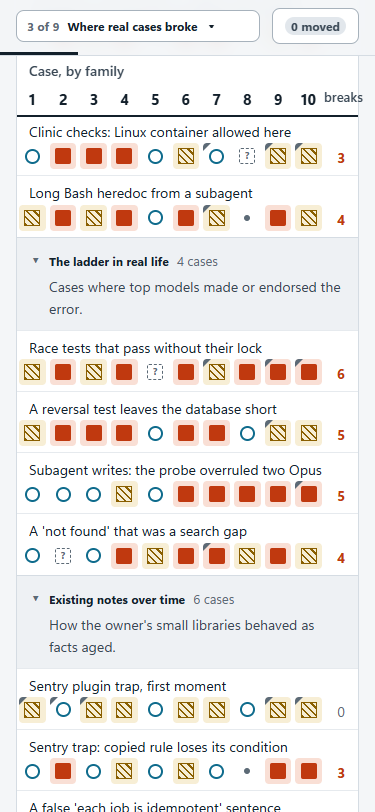 3 of 9 Where real cases broke
0 moved
Case, by family
1 2 3 4 5 6 7 8 9 10 breaks
Clinic checks: Linux container allowed here
? 3
Long Bash heredoc from a subagent
4
The ladder in real life 4 cases
Cases where top models made or endorsed the
error.
Race tests that pass without their lock
? 6
A reversal test leaves the database short
5
Subagent writes: the probe overruled two Opus
5
A 'not found' that was a search gap
? 4
Existing notes over time 6 cases
How the owner's small libraries behaved as
facts aged.
Sentry plugin trap, first moment
0
Sentry trap: copied rule loses its condition
3
A false 'each job is idempotent' sentence